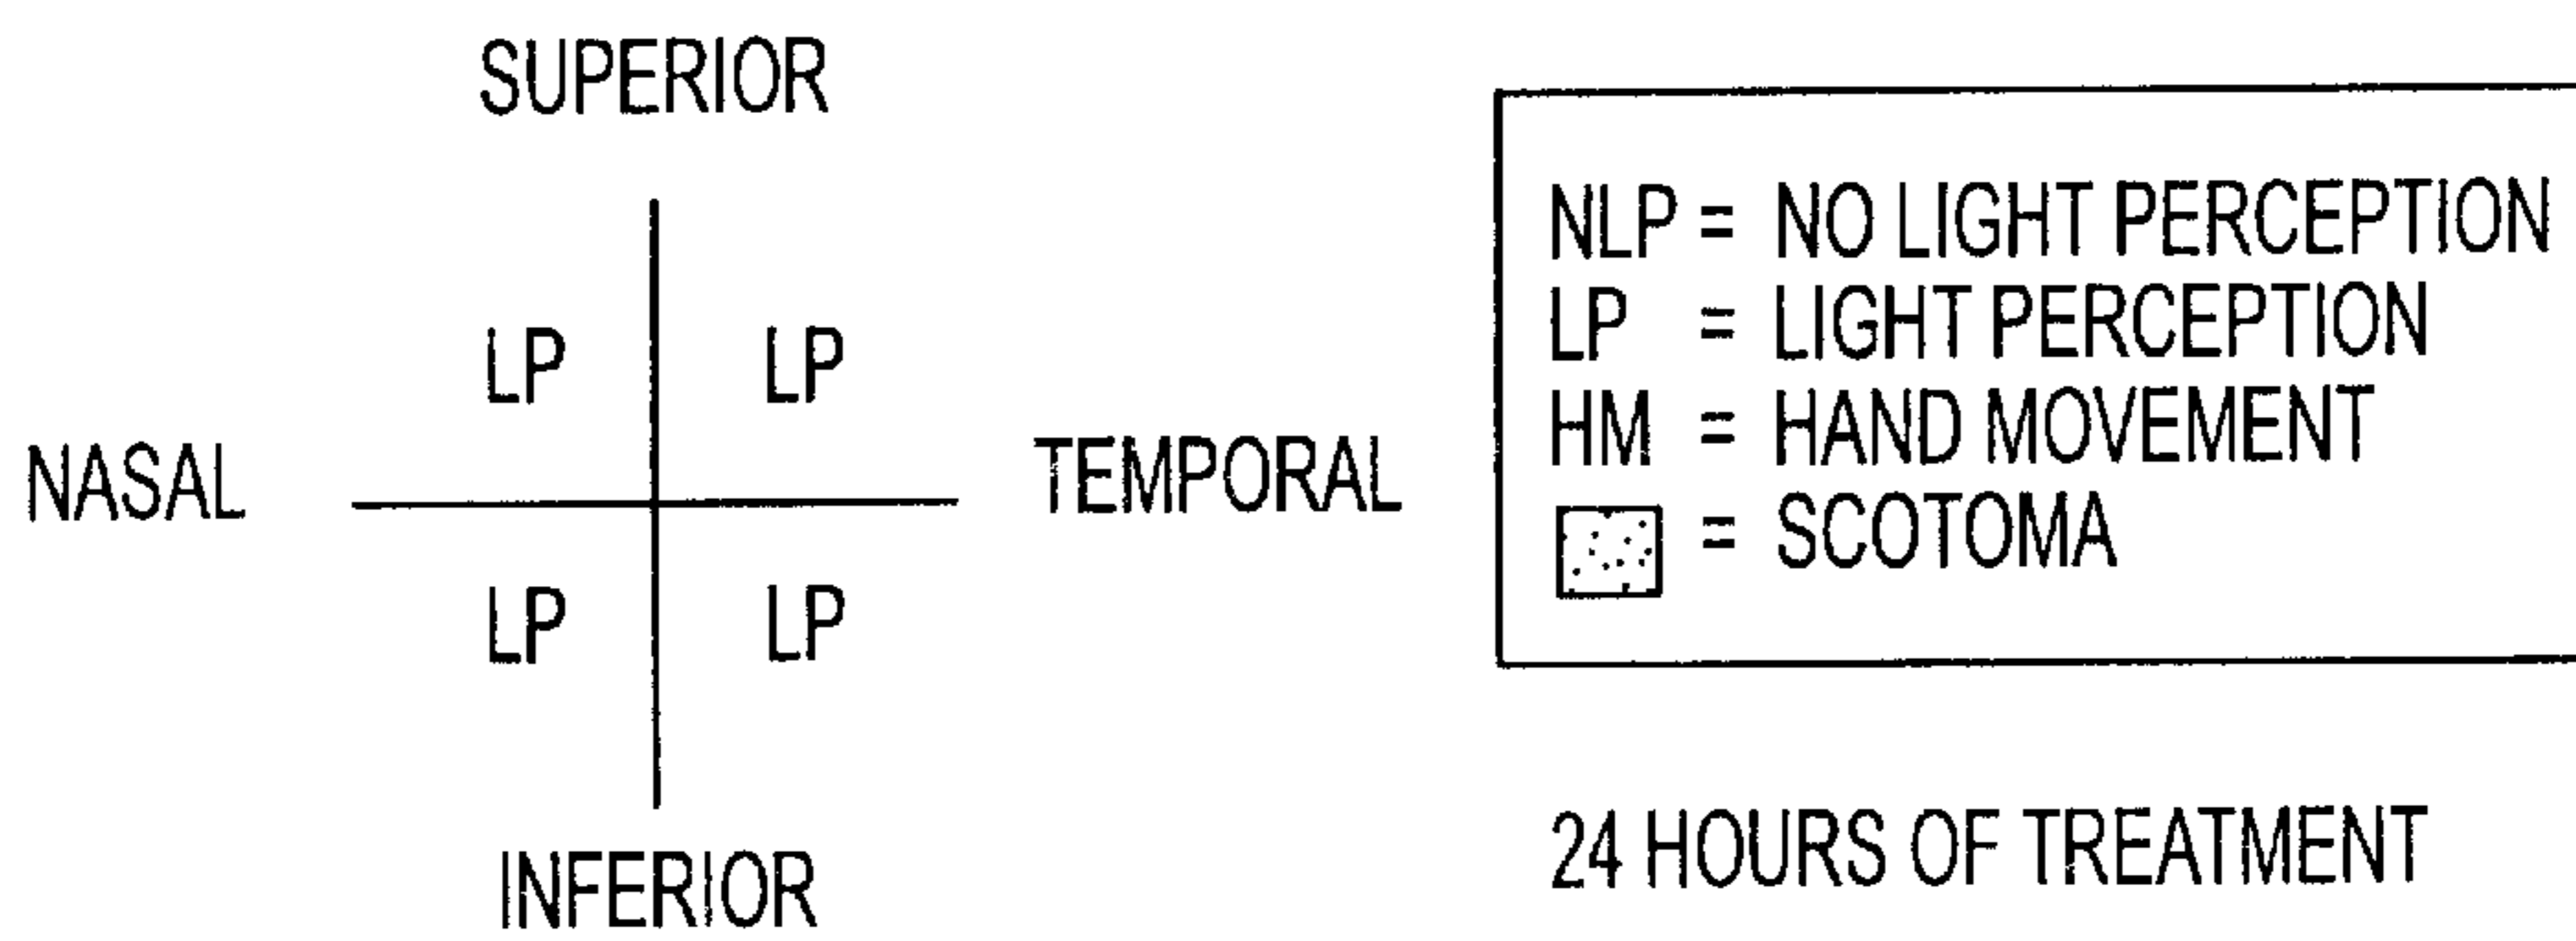 SUPERIOR
LP LP
NASAL TEMPORAL
LP LP
INFERIOR
NLP = NO LIGHT PERCEPTION
LP = LIGHT PERCEPTION
HM = HAND MOVEMENT
= SCOTOMA
24 HOURS OF TREATMENT